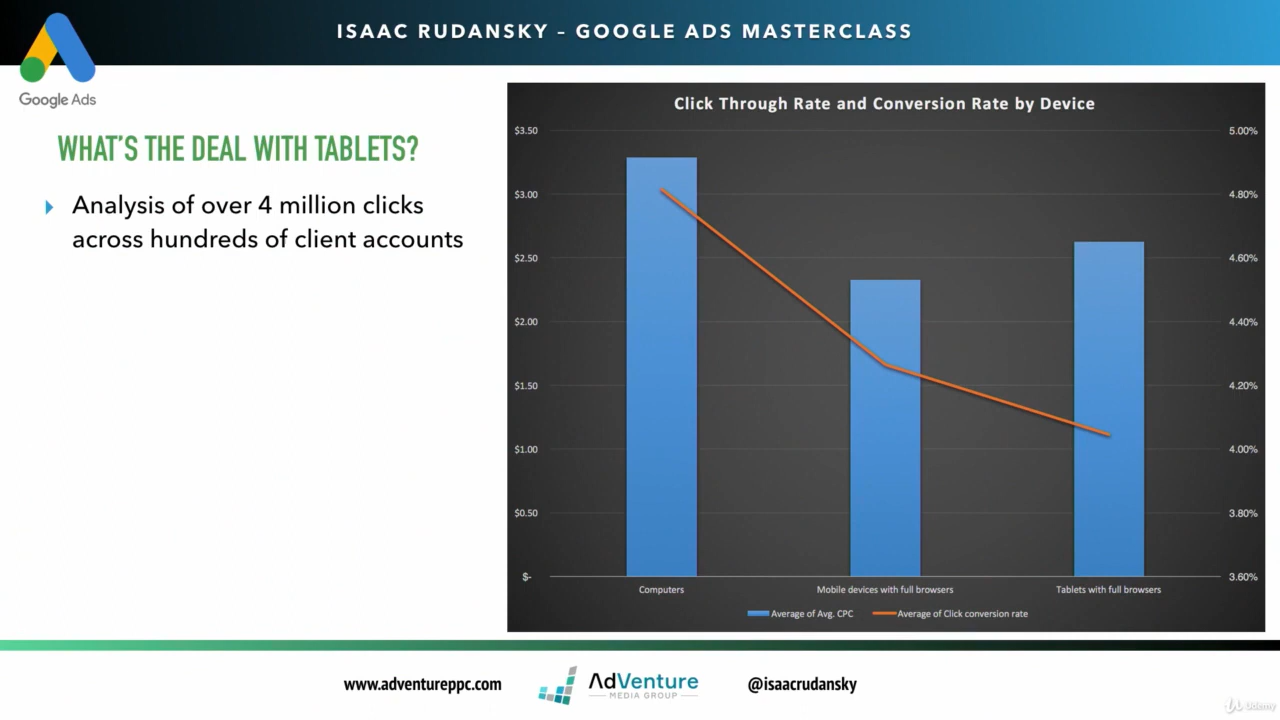 ISAAC RUDANSKY – GOOGLE ADS MASTERCLASS
Google Ads
WHAT'S THE DEAL WITH TABLETS?
Analysis of over 4 million clicks
across hundreds of client accounts
Click Through Rate and Conversion Rate by Device
$3.50
$3.00
$2.50
$2.00
$1.50
$1.00
$0.50
$-
5.00%
4.80%
4.60%
4.40%
4.20%
4.00%
3.80%
3.60%
Computers
Mobile devices with full browsers
Tablets with full browsers
Average of Avg. CPC
Average of Click conversion rate
www.adventureppc.com
AdVenture
MEDIA GROUP
@isaacrudansky
Udemy